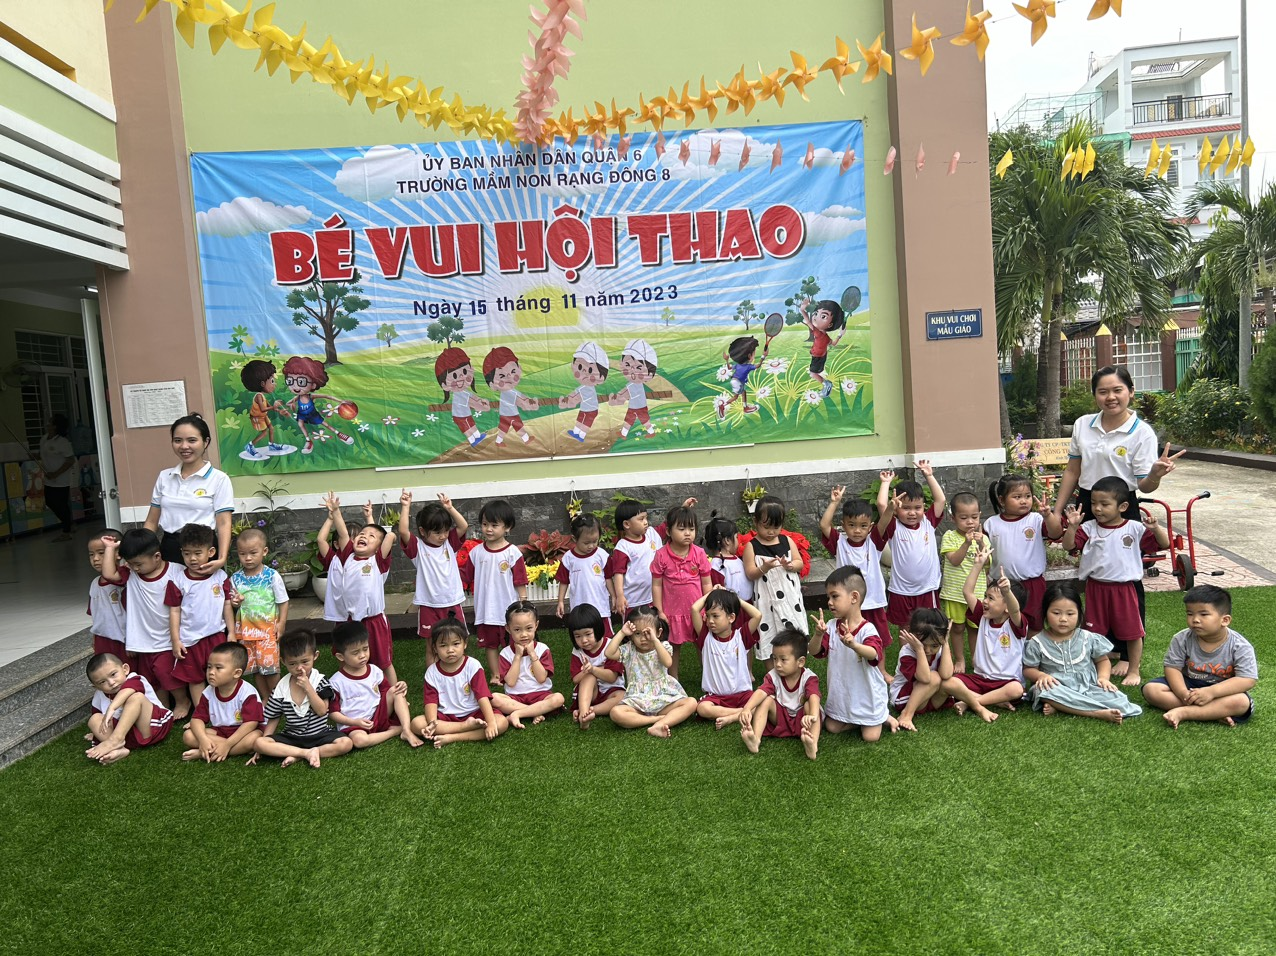 ỦY BAN NHÂN DÂN QUẬN 6
TRƯỜNG MẦM NON RẠNG ĐÔNG 8
BÉ VUI HỘI THAO
Ngày 15 tháng 11 năm 2023
KHU VUI CHƠI
MẪU GIÁO